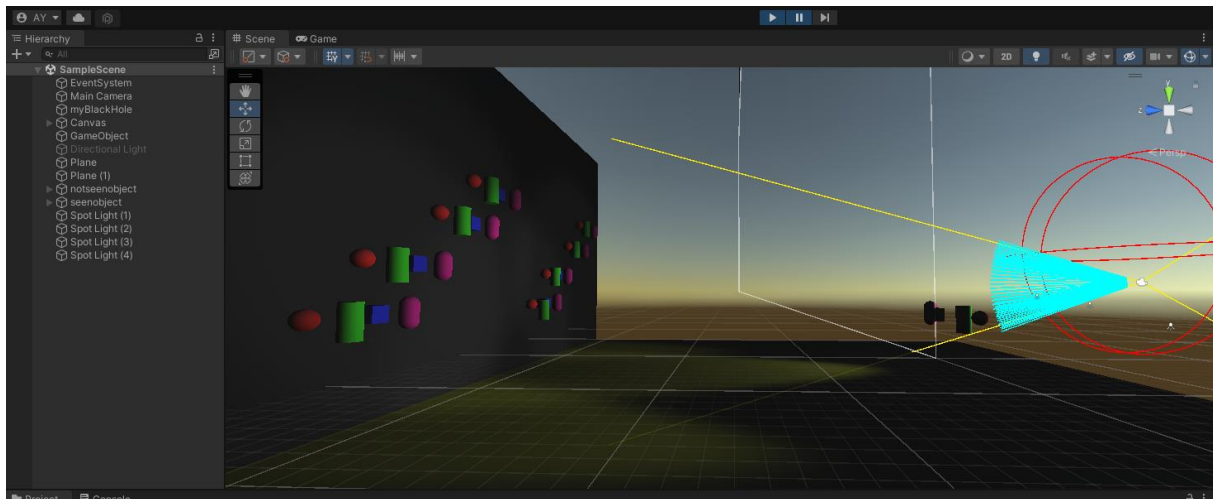 AY
Hierarchy
Scene
Game
All
2D
SampleScene
EventSystem
Main Camera
myBlackHole
Canvas
GameObject
Directional Light
Plane
Plane (1)
notseenobject
seenobject
Spot Light (1)
Spot Light (2)
Spot Light (3)
Spot Light (4)
y
z
Persp
Project
Console